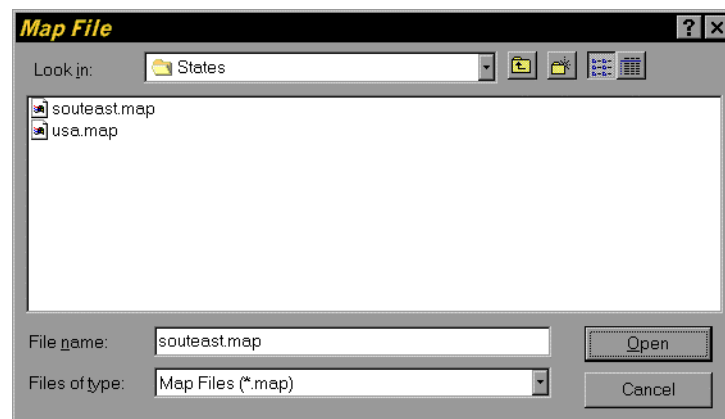 Map File
Look in: States
souteast.map
usa.map
File name: souteast.map Open
Files of type: Map Files (*.map) Cancel